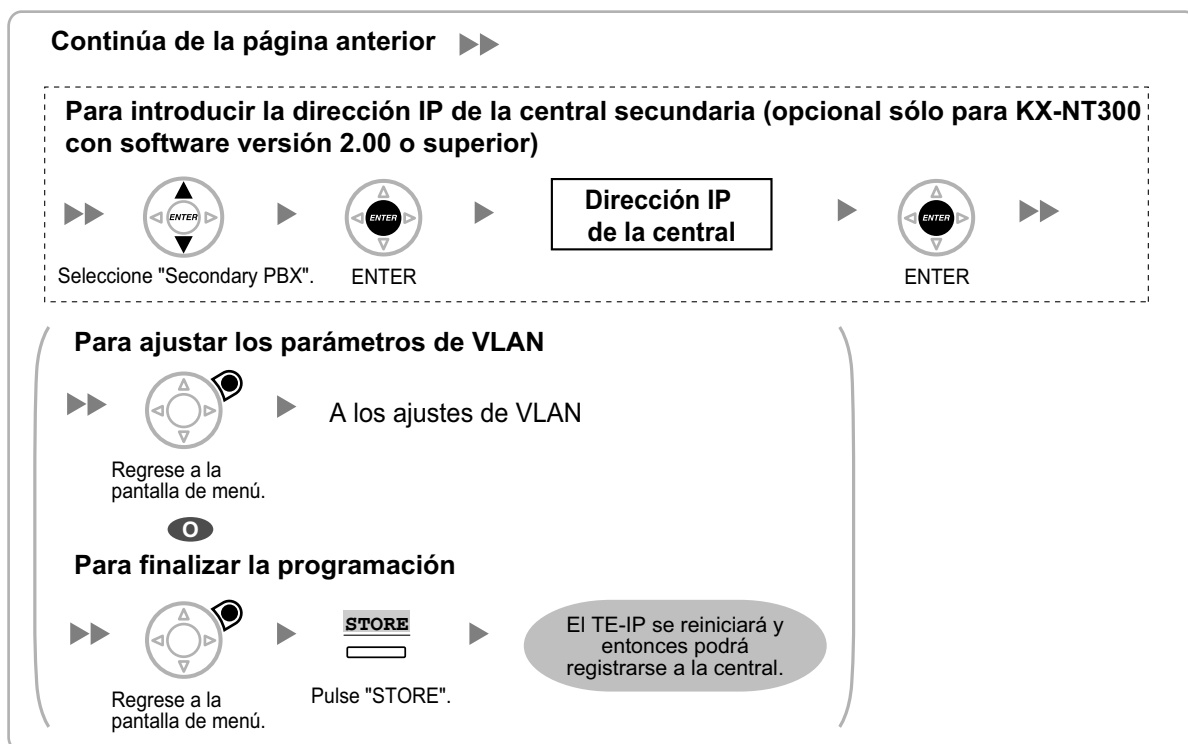 Continúa de la página anterior
Para introducir la dirección IP de la central secundaria (opcional sólo para KX-NT300
con software versión 2.00 o superior)
ENTER
ENTER
Dirección IP
de la central
ENTER
Seleccione "Secondary PBX".
ENTER
ENTER
Para ajustar los parámetros de VLAN
A los ajustes de VLAN
Regrese a la
pantalla de menú.
O
Para finalizar la programación
STORE
El TE-IP se reiniciará y
entonces podrá
registrarse a la central.
Regrese a la
pantalla de menú.
Pulse "STORE".